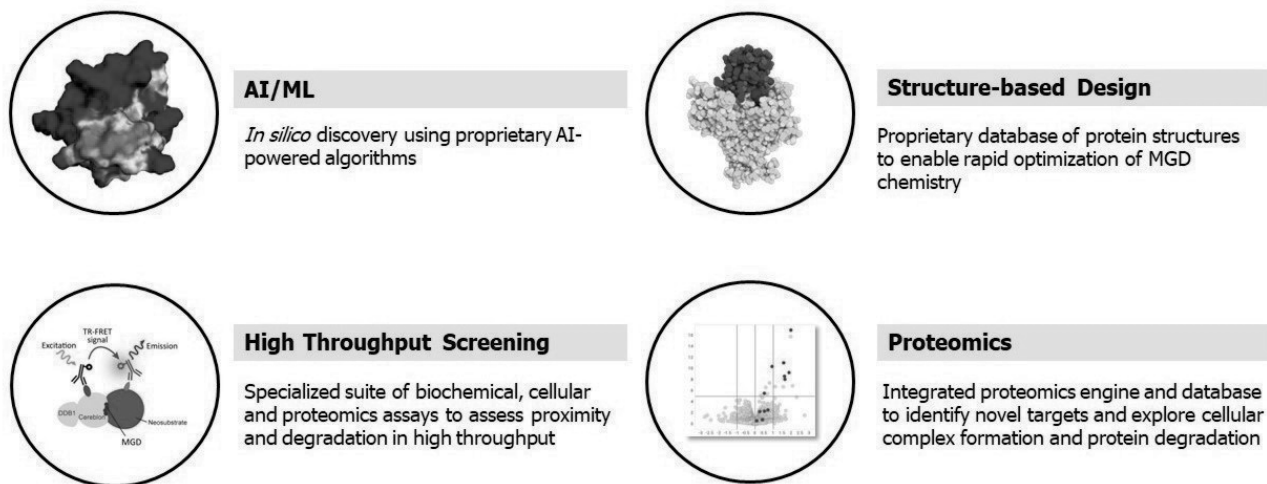 AI/ML
In silico discovery using proprietary AI-
powered algorithms
Structure-based Design
Proprietary database of protein structures
to enable rapid optimization of MGD
chemistry
TR-FRET
signal
Excitation
Emission
DDB1
Cereblon
Neosubstrate
MGD
High Throughput Screening
Specialized suite of biochemical, cellular
and proteomics assays to assess proximity
and degradation in high throughput
Proteomics
Integrated proteomics engine and database
to identify novel targets and explore cellular
complex formation and protein degradation